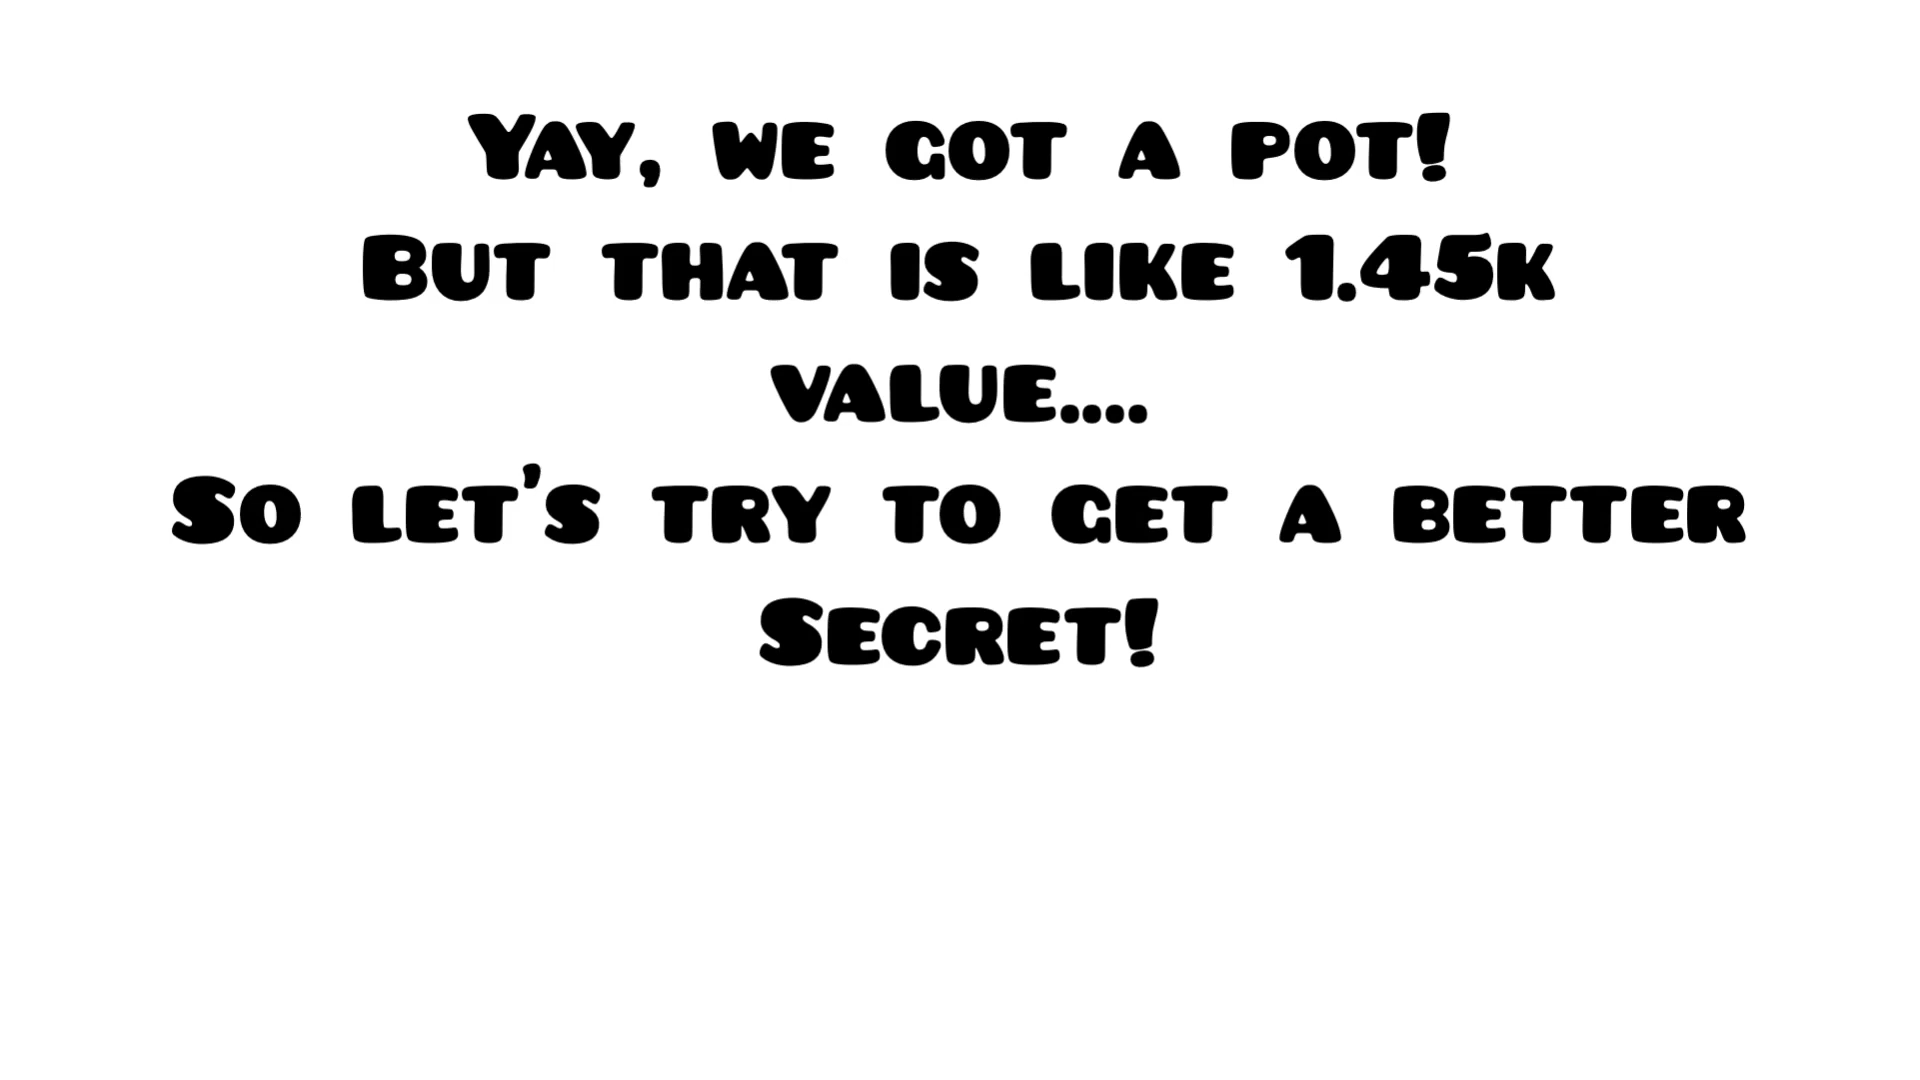 Yay, we got a pot!
But that is like 1.45k
value....
So let's try to get a better
Secret!